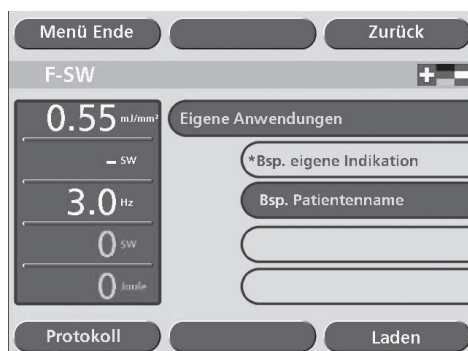 Menü Ende
Zurück
F-SW
0.55 mJ/mm²
Eigene Anwendungen
– SW
*Bsp. eigene Indikation
3.0 Hz
Bsp. Patientenname
0 SW
0 Joule
Protokoll
Laden